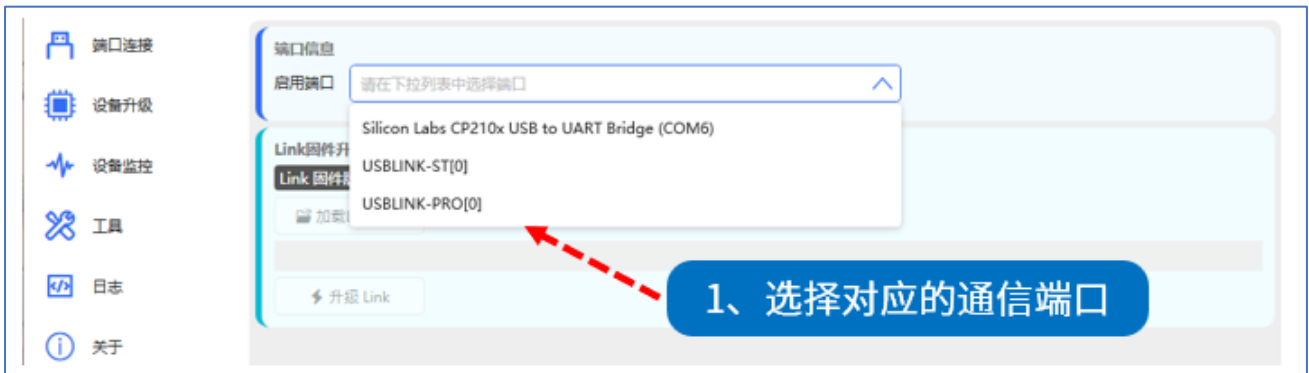 端口连接
设备升级
设备监控
工具
日志
关于
端口信息
启用端口
请在下拉列表中选择端口
Silicon Labs CP210x USB to UART Bridge (COM6)
USBLINK-ST[0]
USBLINK-PRO[0]
Link固件升
Link 固件
加载
升级 Link
1、选择对应的通信端口